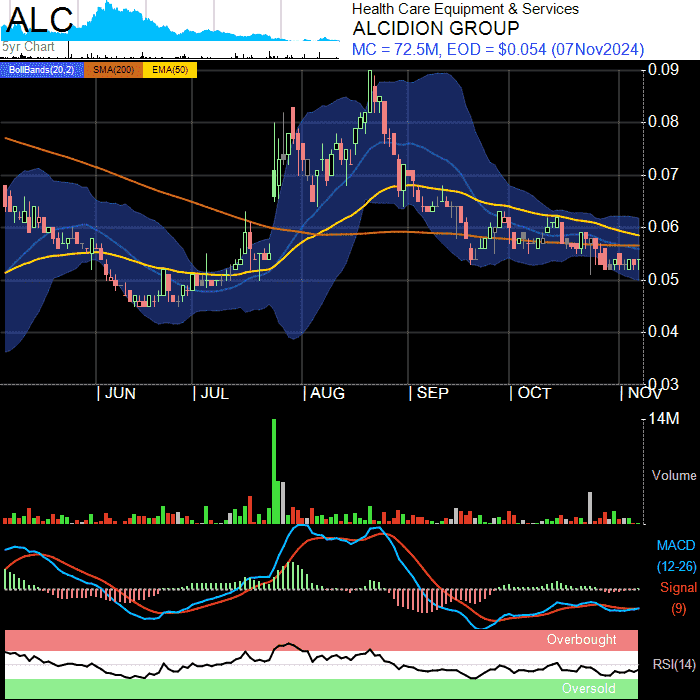 ALC
5yr Chart
Health Care Equipment & Services
ALCIDION GROUP
MC = 72.5M, EOD = $0.054 (07Nov2024)
BollBands(20,2) SMA(200) EMA(50)
0.09
0.08
0.07
0.06
0.05
0.04
0.03
| JUN | JUL | AUG | SEP | OCT | NOV
14M
Volume
MACD
(12-26)
Signal
(9)
Overbought
RSI(14)
Oversold